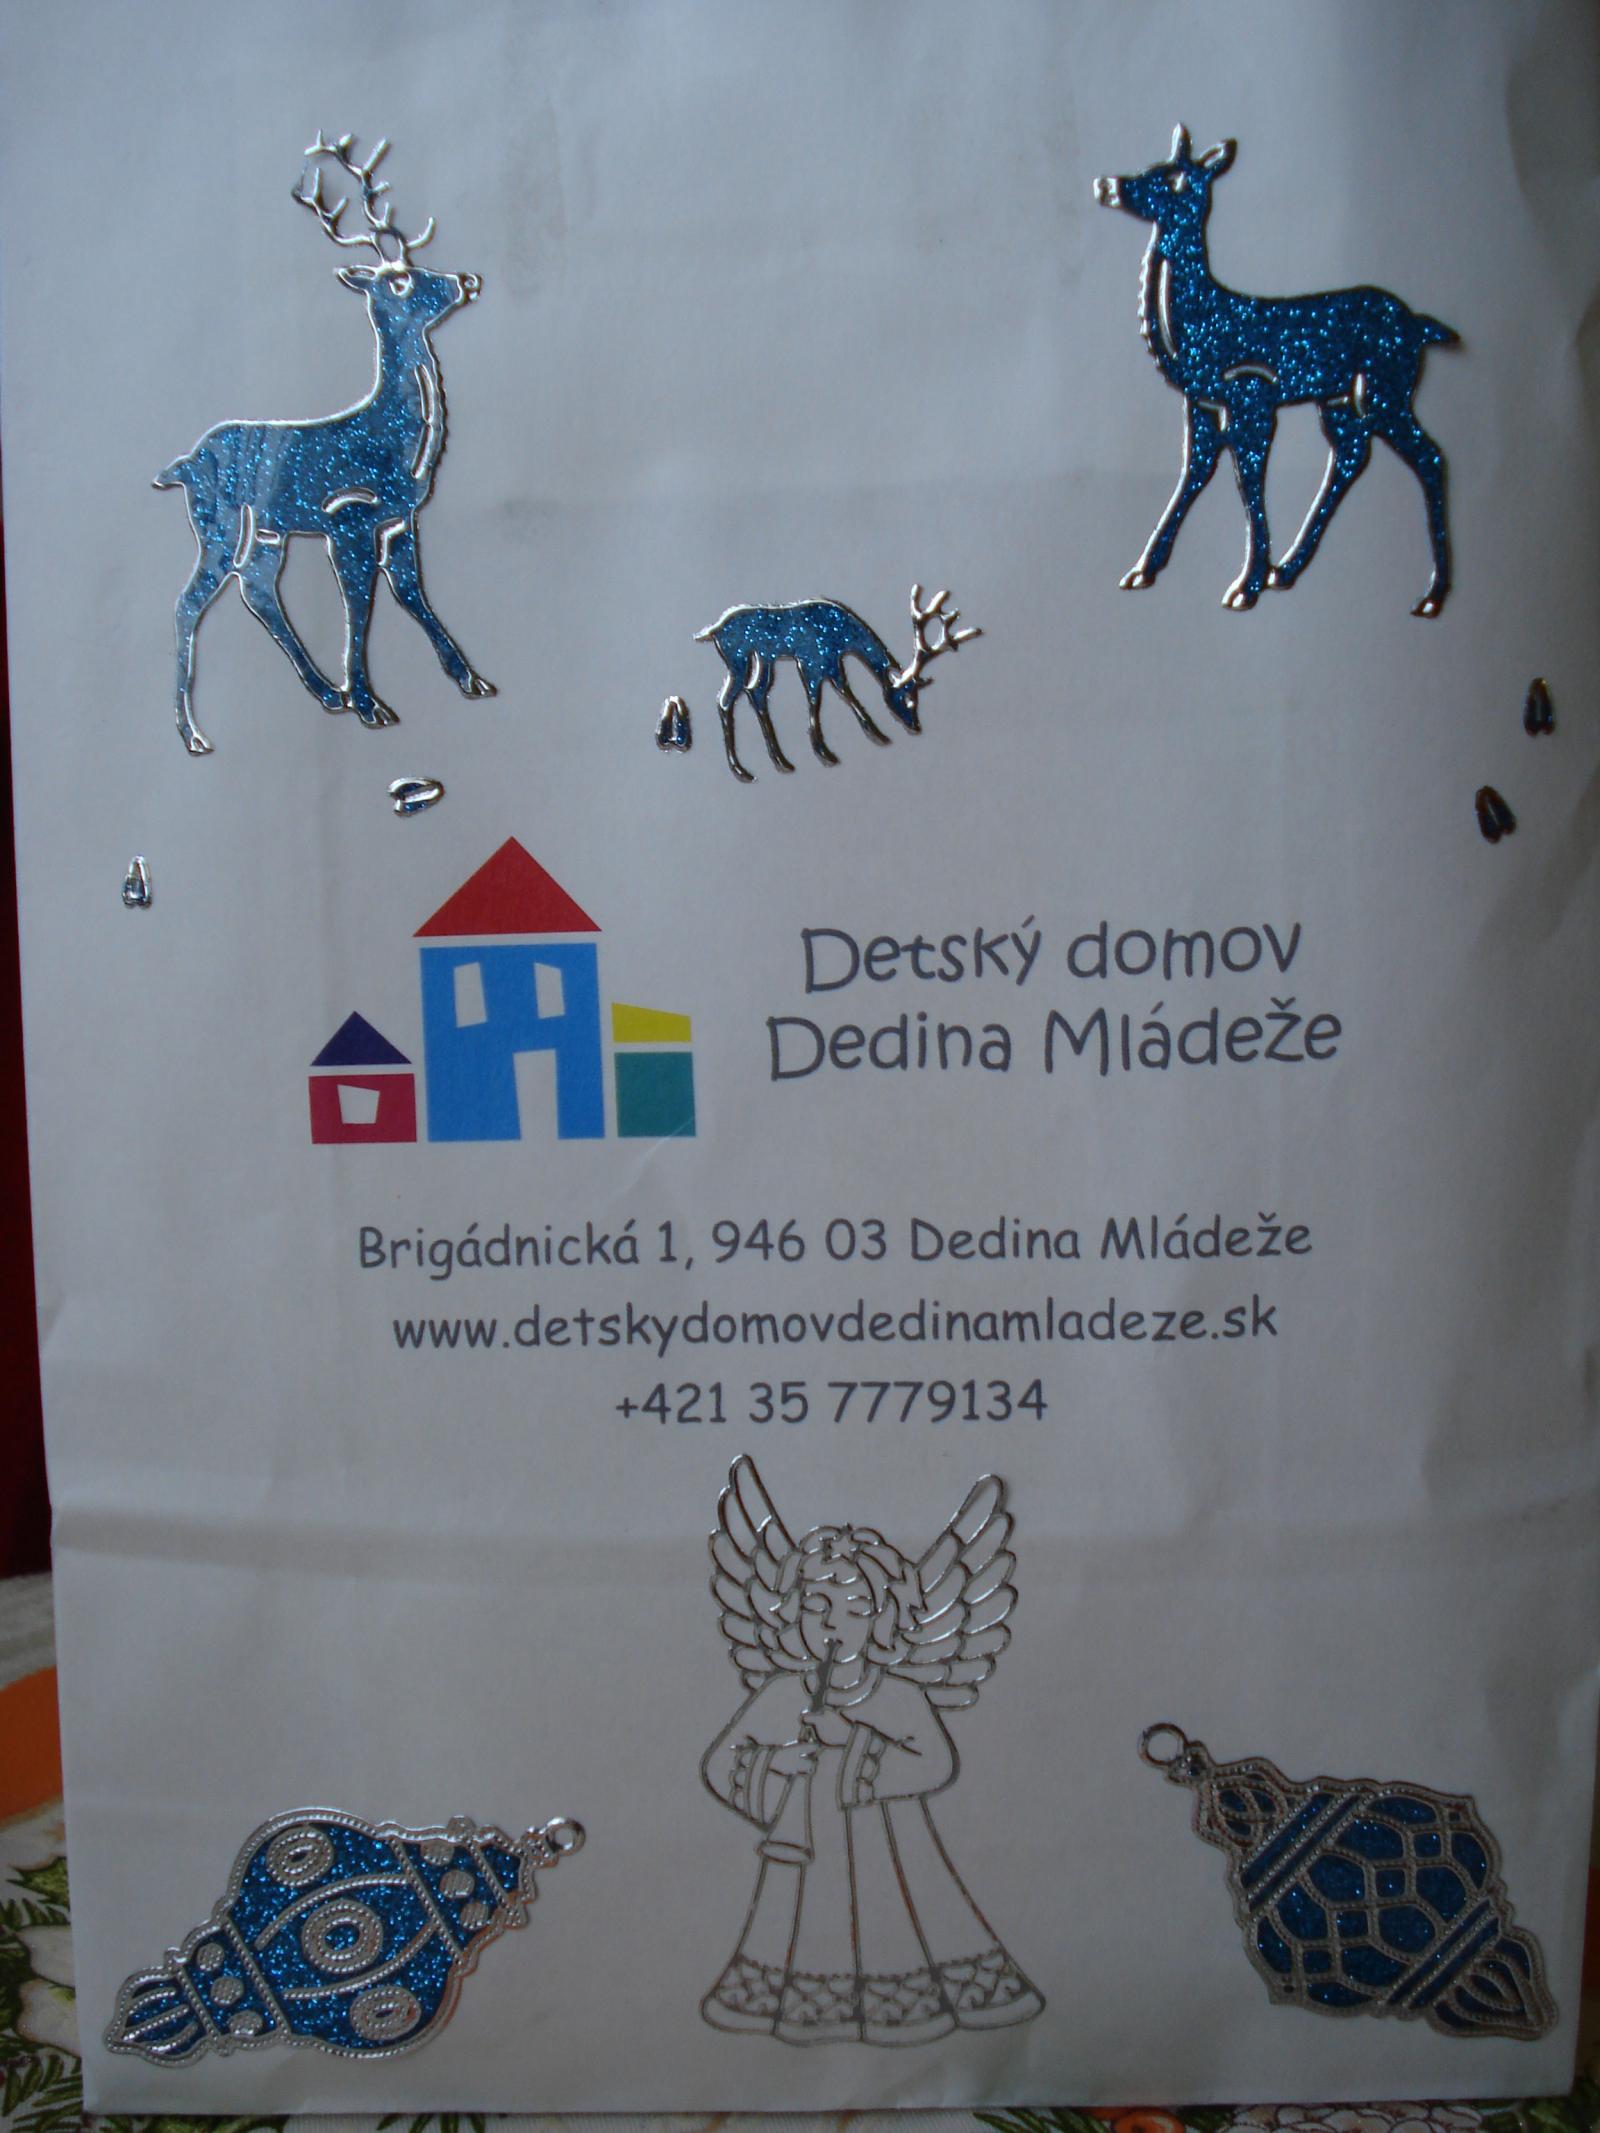 Detský domov
Dedina Mládeže
Brigádnická 1, 946 03 Dedina Mládeže
www.detskydomovdedinamladeze.sk
+421 35 7779134